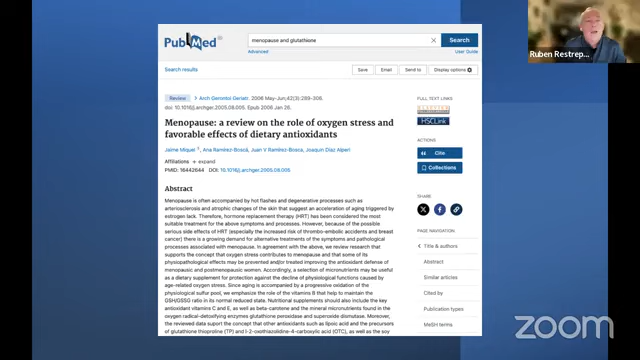 PubMed
menopause and glutathione
Search
Advanced
User Guide
Search results
Save
Email
Send to
Display options
Review
Arch Gerontol Geriatr. 2006 May-Jun;42(3):289-306.
doi: 10.1016/j.archger.2005.08.005. Epub 2006 Jan 26.
Menopause: a review on the role of oxygen stress and
favorable effects of dietary antioxidants
Jaime Miquel, Ana Ramírez-Boscá, Juan V Ramírez-Bosca, Joaquin Diaz Alperi
Affiliations + expand
PMID: 16442644 DOI: 10.1016/j.archger.2005.08.005
Abstract
Menopause is often accompanied by hot flashes and degenerative processes such as
arteriosclerosis and atrophic changes of the skin that suggest an acceleration of aging triggered by
estrogen lack. Therefore, hormone replacement therapy (HRT) has been considered the most
suitable treatment for the above symptoms and processes. However, because of the possible
serious side effects of HRT (especially the increased risk of thrombo-embolic accidents and breast
cancer) there is a growing demand for alternative treatments of the symptoms and pathological
processes associated with menopause. In agreement with the above, we review research that
supports the concept that oxygen stress contributes to menopause and that some of its
physiopathological effects may be prevented and/or treated improving the antioxidant defense of
menopausic and postmenopausic women. Accordingly, a selection of micronutrients may be useful
as a dietary supplement for protection against the decline of physiological functions caused by
age-related oxygen stress. Since aging is accompanied by a progressive oxidation of the
physiological sulfur pool, we emphasize the role of the vitamins B that help to maintain the
GSH/GSSG ratio in its normal reduced state. Nutritional supplements should also include the key
antioxidant vitamins C and E, as well as beta-carotene and the mineral micronutrients found in the
oxygen radical-detoxifying enzymes glutathione peroxidase and superoxide dismutase. Moreover,
the reviewed data support the concept that other antioxidants such as lipoic acid and the precursors
of glutathione thioproline (TP) and l-2-oxothiazolidine-4-carboxylic acid (OTC), as well as the soy
FULL TEXT LINKS
HSCLink
ACTIONS
Cite
Collections
SHARE
PAGE NAVIGATION
Title & authors
Abstract
Similar articles
Cited by
Publication types
MeSH terms
Ruben Restrep...
zoom